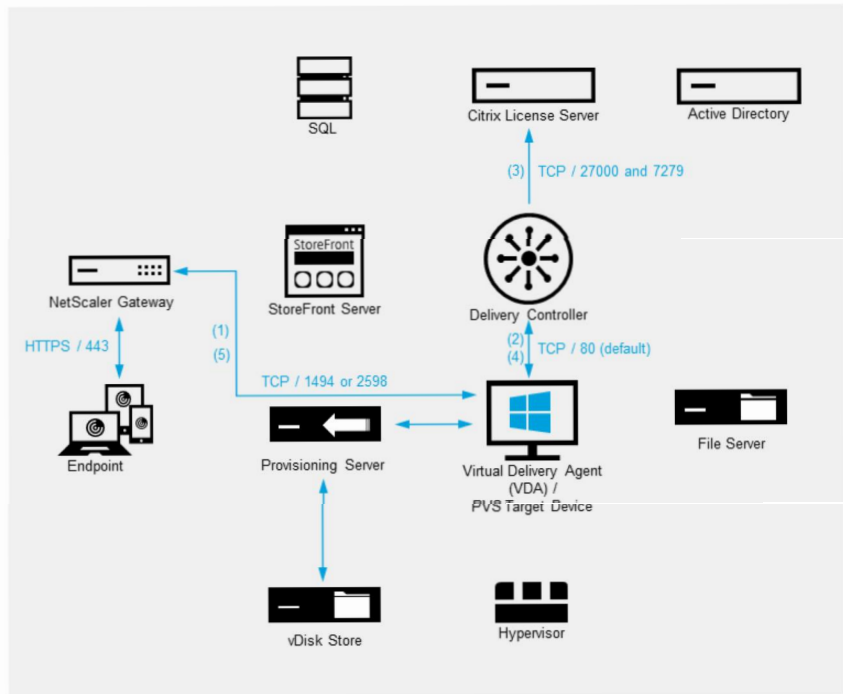 SQL
Citrix License Server
Active Directory
(3) TCP / 27000 and 7279
StoreFront
NetScaler Gateway
StoreFront Server
Delivery Controller
HTTPS / 443
(1)
(5)
(2)
(4)
TCP / 80 (default)
TCP / 1494 or 2598
Endpoint
Provisioning Server
Virtual Delivery Agent
(VDA) /
PVS Target Device
File Server
vDisk Store
Hypervisor